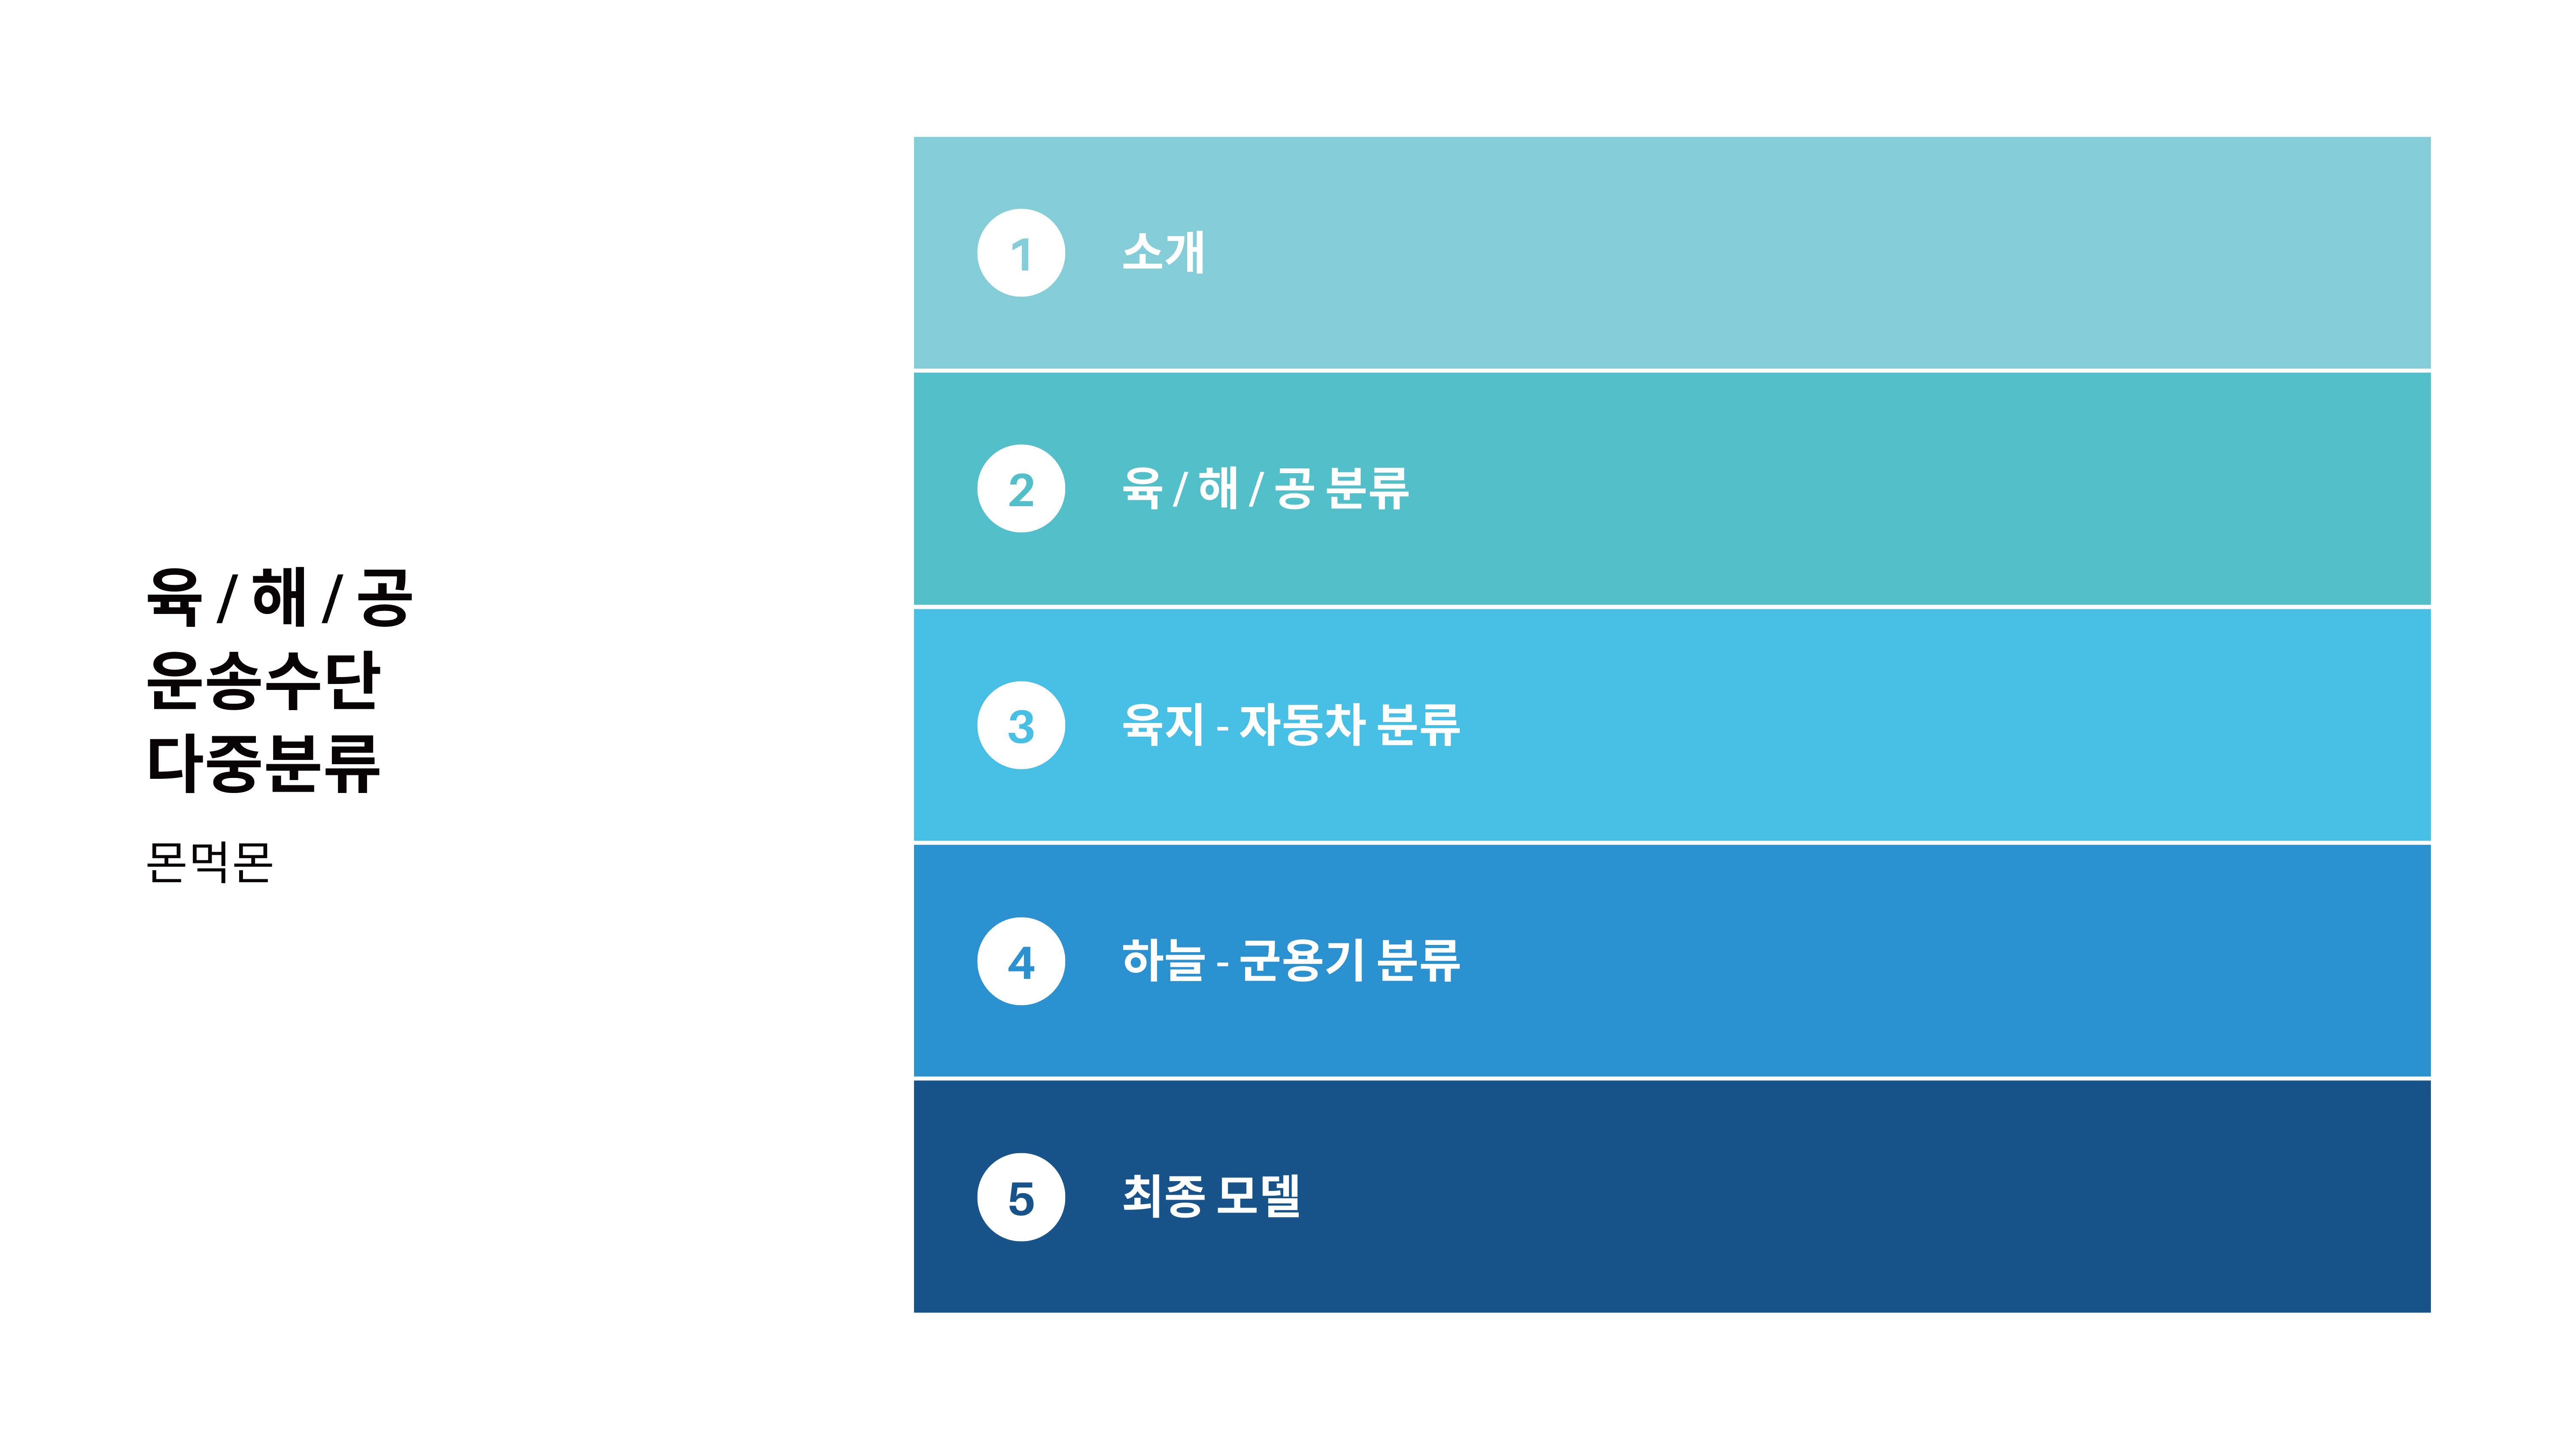 육 / 해 / 공
운송수단
다중분류
몬먹몬
1 소개
2 육 / 해 / 공 분류
3 육지 - 자동차 분류
4 하늘 - 군용기 분류
5 최종 모델